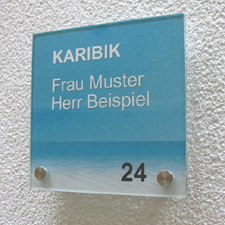 KARIBIK
Frau Muster
Herr Beispiel
24